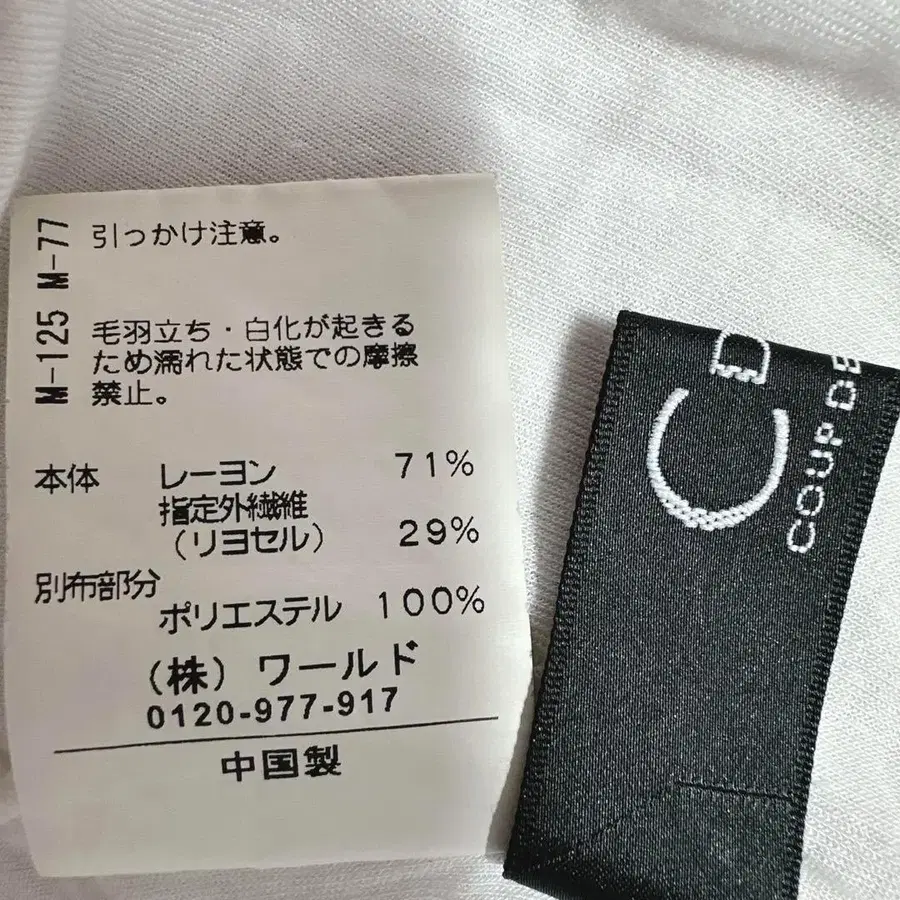 M-125 M-77
引っかけ注意。
毛羽立ち・白化が起きる
ため濡れた状態での摩擦
禁止。
本体 レーヨン 71%
指定外繊維
(リヨセル) 29%
別布部分
ポリエステル 100%
(株) ワールド
0120-977-917
中国製
C D
COUP DE